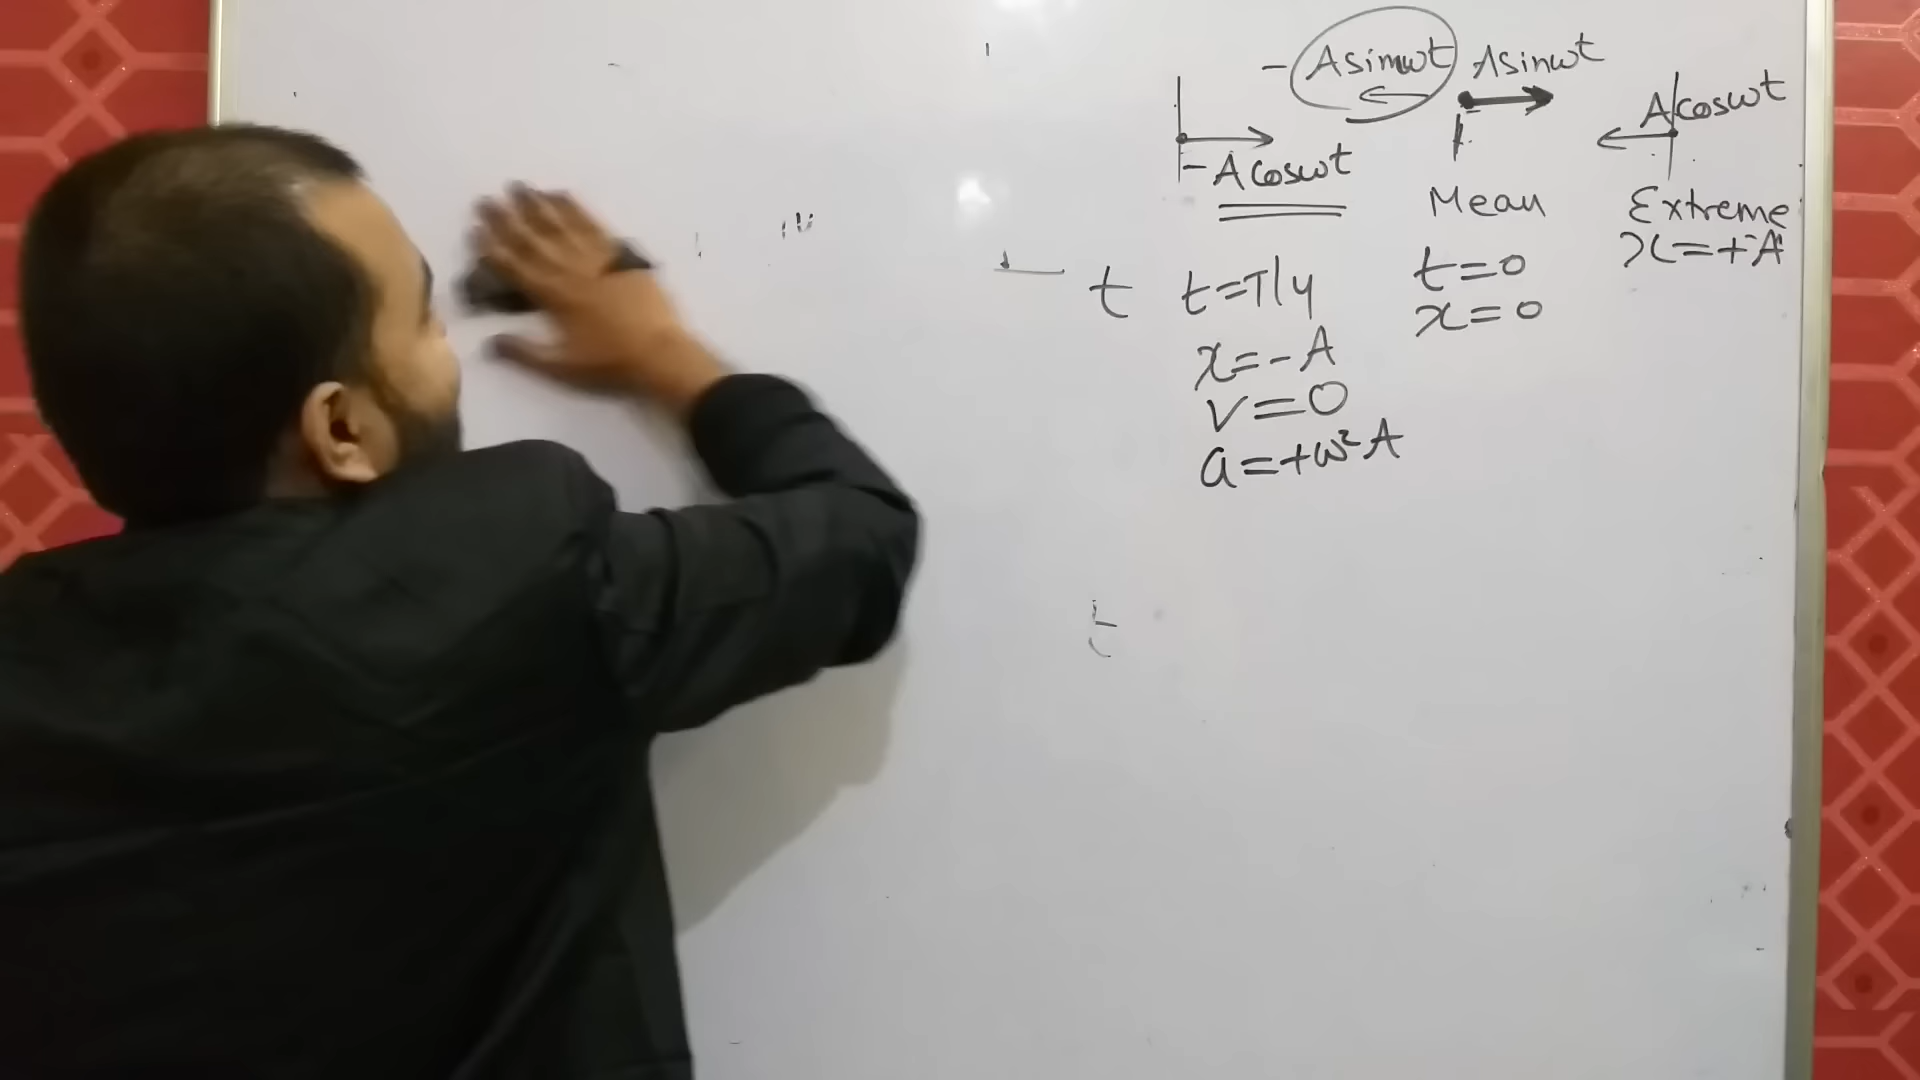 - Asinωt Asinωt
Acosωt
- Acosωt
Mean Extreme
x=+A
t t=T/4 t=0
x=0
x=-A
v=0
a=+ω²A